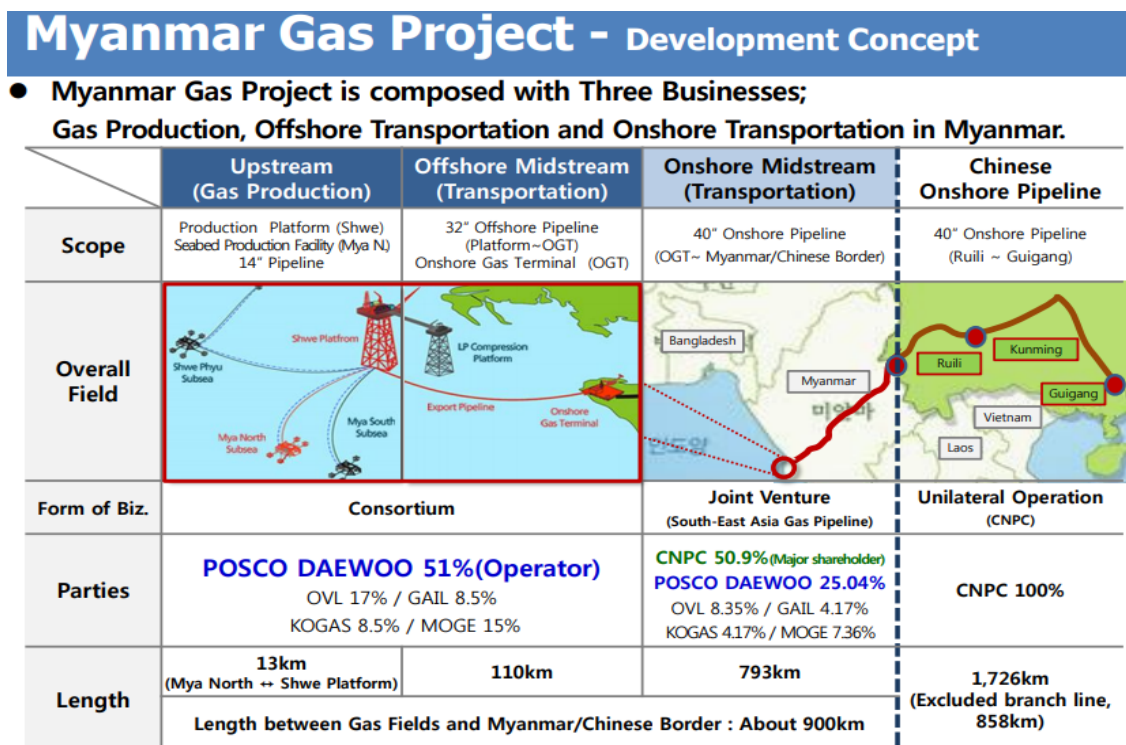 Myanmar Gas Project - Development Concept
● Myanmar Gas Project is composed with Three Businesses;
Gas Production, Offshore Transportation and Onshore Transportation in Myanmar.
Upstream
(Gas Production)
Offshore Midstream
(Transportation)
Onshore Midstream
(Transportation)
Chinese
Onshore Pipeline
Scope
Production Platform (Shwe)
Seabed Production Facility (Mya N.)
14" Pipeline
32" Offshore Pipeline
(Platform~OGT)
Onshore Gas Terminal (OGT)
40" Onshore Pipeline
(OGT~ Myanmar/Chinese Border)
40" Onshore Pipeline
(Ruili ~ Guigang)
Overall
Field
Shwe Phyu
Subsea
Shwe Platfrom
Mya North
Subsea
Mya South
Subsea
LP Compression
Platform
Export Pipeline
Onshore
Gas Terminal
Bangladesh
Myanmar
미얀마
인도양
Ruili
Kunming
Guigang
Vietnam
Laos
Form of Biz.
Consortium
Joint Venture
(South-East Asia Gas Pipeline)
Unilateral Operation
(CNPC)
Parties
POSCO DAEWOO 51%(Operator)
OVL 17% / GAIL 8.5%
KOGAS 8.5% / MOGE 15%
CNPC 50.9%(Major shareholder)
POSCO DAEWOO 25.04%
OVL 8.35% / GAIL 4.17%
KOGAS 4.17% / MOGE 7.36%
CNPC 100%
Length
13km
(Mya North ↔ Shwe Platform)
110km
793km
1,726km
(Excluded branch line,
858km)
Length between Gas Fields and Myanmar/Chinese Border : About 900km